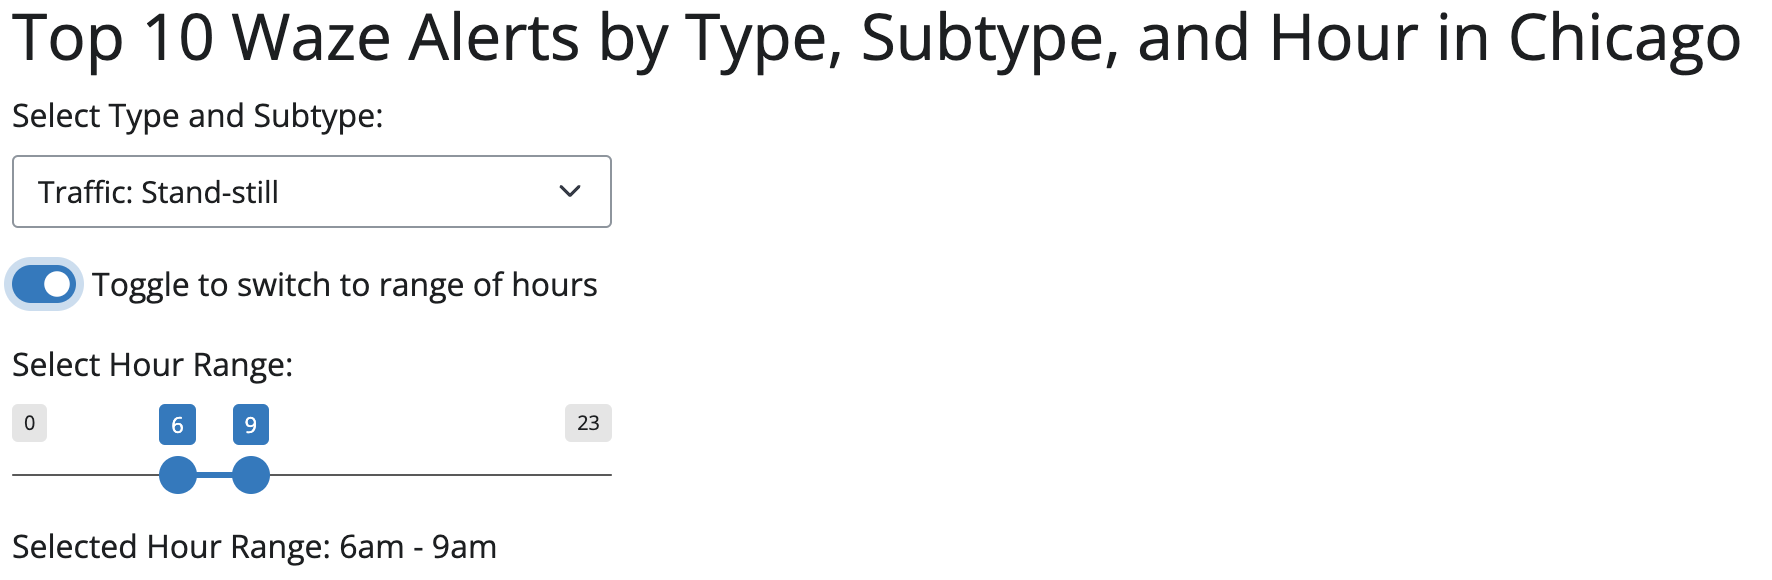 Top 10 Waze Alerts by Type, Subtype, and Hour in Chicago
Select Type and Subtype:
Traffic: Stand-still
Toggle to switch to range of hours
Select Hour Range:
0 6 9 23
Selected Hour Range: 6am - 9am